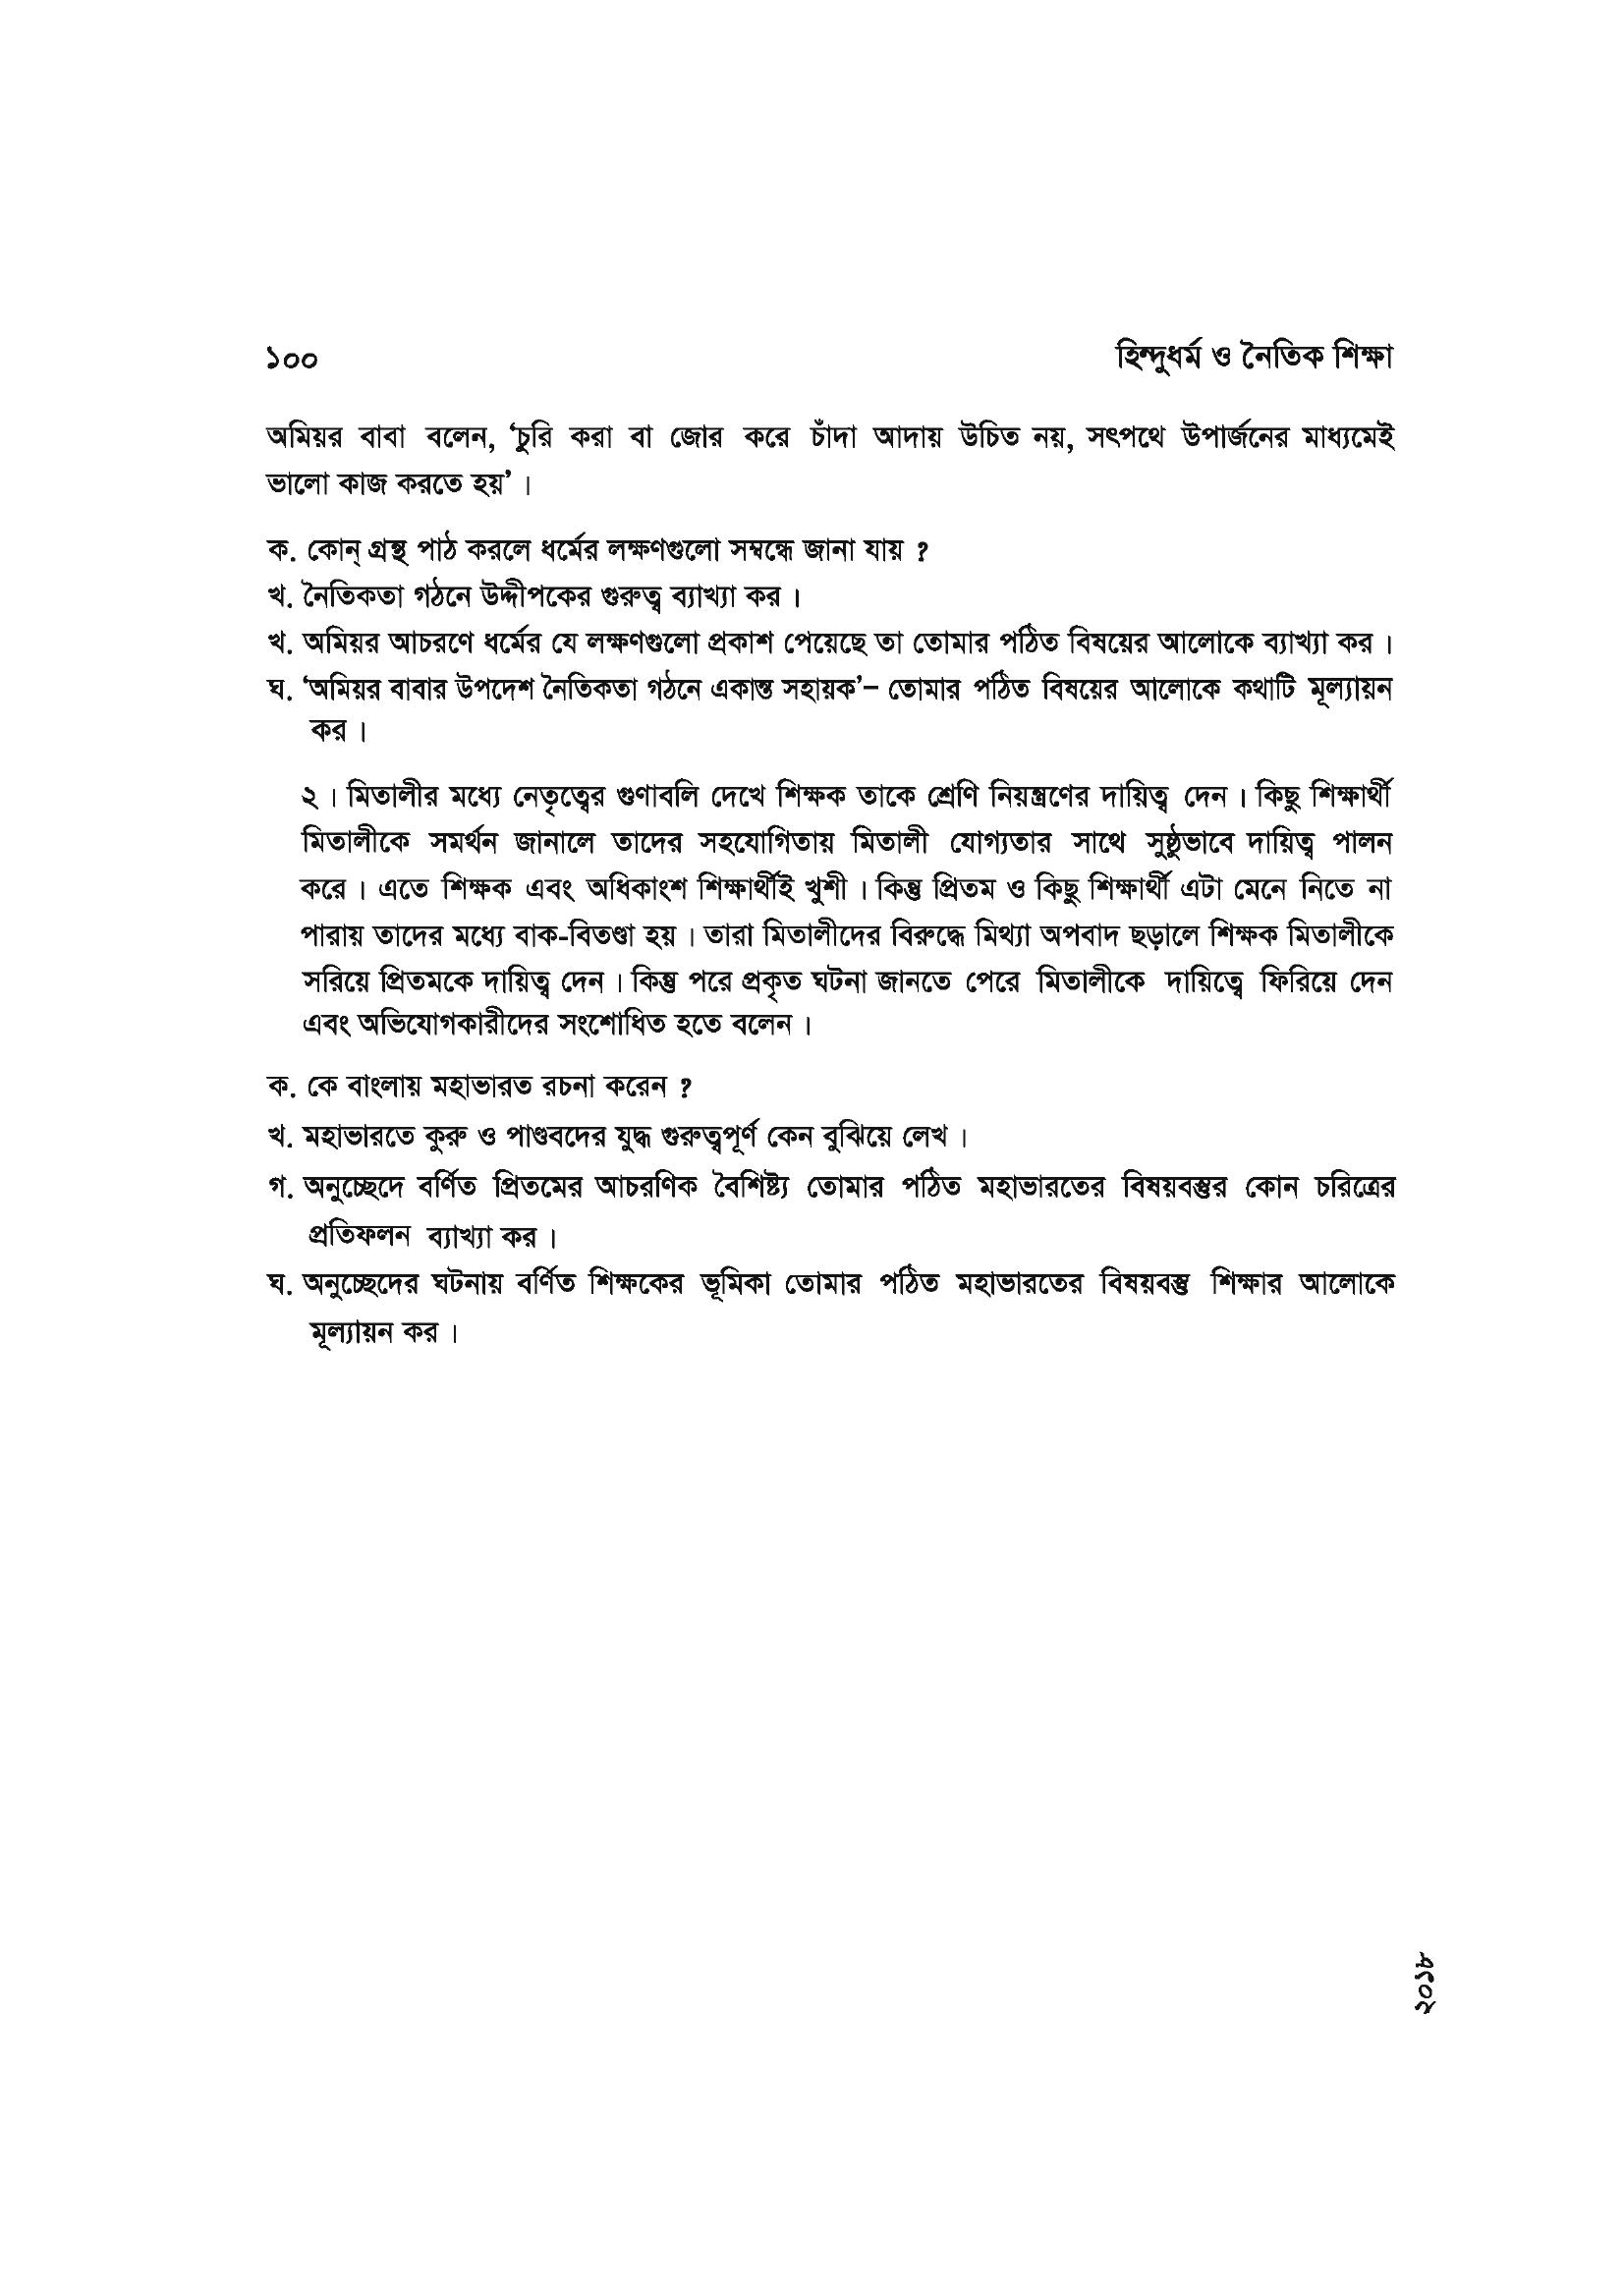 ১০০ হিন্দুধর্ম ও নৈতিক শিক্ষা
অমিয়র বাবা বলেন, ‘চুরি করা বা জোর করে চাঁদা আদায় উচিত নয়, সৎপথে উপার্জনের মাধ্যমেই
ভালো কাজ করতে হয়’ ।
ক. কোন্ গ্রন্থ পাঠ করলে ধর্মের লক্ষণগুলো সম্বন্ধে জানা যায় ?
খ. নৈতিকতা গঠনে উদ্দীপকের গুরুত্ব ব্যাখ্যা কর ।
খ. অমিয়র আচরণে ধর্মের যে লক্ষণগুলো প্রকাশ পেয়েছে তা তোমার পঠিত বিষয়ের আলোকে ব্যাখ্যা কর ।
ঘ. ‘অমিয়র বাবার উপদেশ নৈতিকতা গঠনে একান্ত সহায়ক’– তোমার পঠিত বিষয়ের আলোকে কথাটি মূল্যায়ন
কর ।
২ । মিতালীর মধ্যে নেতৃত্বের গুণাবলি দেখে শিক্ষক তাকে শ্রেণি নিয়ন্ত্রণের দায়িত্ব দেন । কিছু শিক্ষার্থী
মিতালীকে সমর্থন জানালে তাদের সহযোগিতায় মিতালী যোগ্যতার সাথে সুষ্ঠুভাবে দায়িত্ব পালন
করে । এতে শিক্ষক এবং অধিকাংশ শিক্ষার্থীই খুশী । কিন্তু প্রিতম ও কিছু শিক্ষার্থী এটা মেনে নিতে না
পারায় তাদের মধ্যে বাক-বিতণ্ডা হয় । তারা মিতালীদের বিরুদ্ধে মিথ্যা অপবাদ ছড়ালে শিক্ষক মিতালীকে
সরিয়ে প্রিতমকে দায়িত্ব দেন । কিন্তু পরে প্রকৃত ঘটনা জানতে পেরে মিতালীকে দায়িত্বে ফিরিয়ে দেন
এবং অভিযোগকারীদের সংশোধিত হতে বলেন ।
ক. কে বাংলায় মহাভারত রচনা করেন ?
খ. মহাভারতে কুরু ও পাণ্ডবদের যুদ্ধ গুরুত্বপূর্ণ কেন বুঝিয়ে লেখ ।
গ. অনুচ্ছেদে বর্ণিত প্রিতমের আচরণিক বৈশিষ্ট্য তোমার পঠিত মহাভারতের বিষয়বস্তুর কোন চরিত্রের
প্রতিফলন ব্যাখ্যা কর ।
ঘ. অনুচ্ছেদের ঘটনায় বর্ণিত শিক্ষকের ভূমিকা তোমার পঠিত মহাভারতের বিষয়বস্তু শিক্ষার আলোকে
মূল্যায়ন কর ।
২০১৮